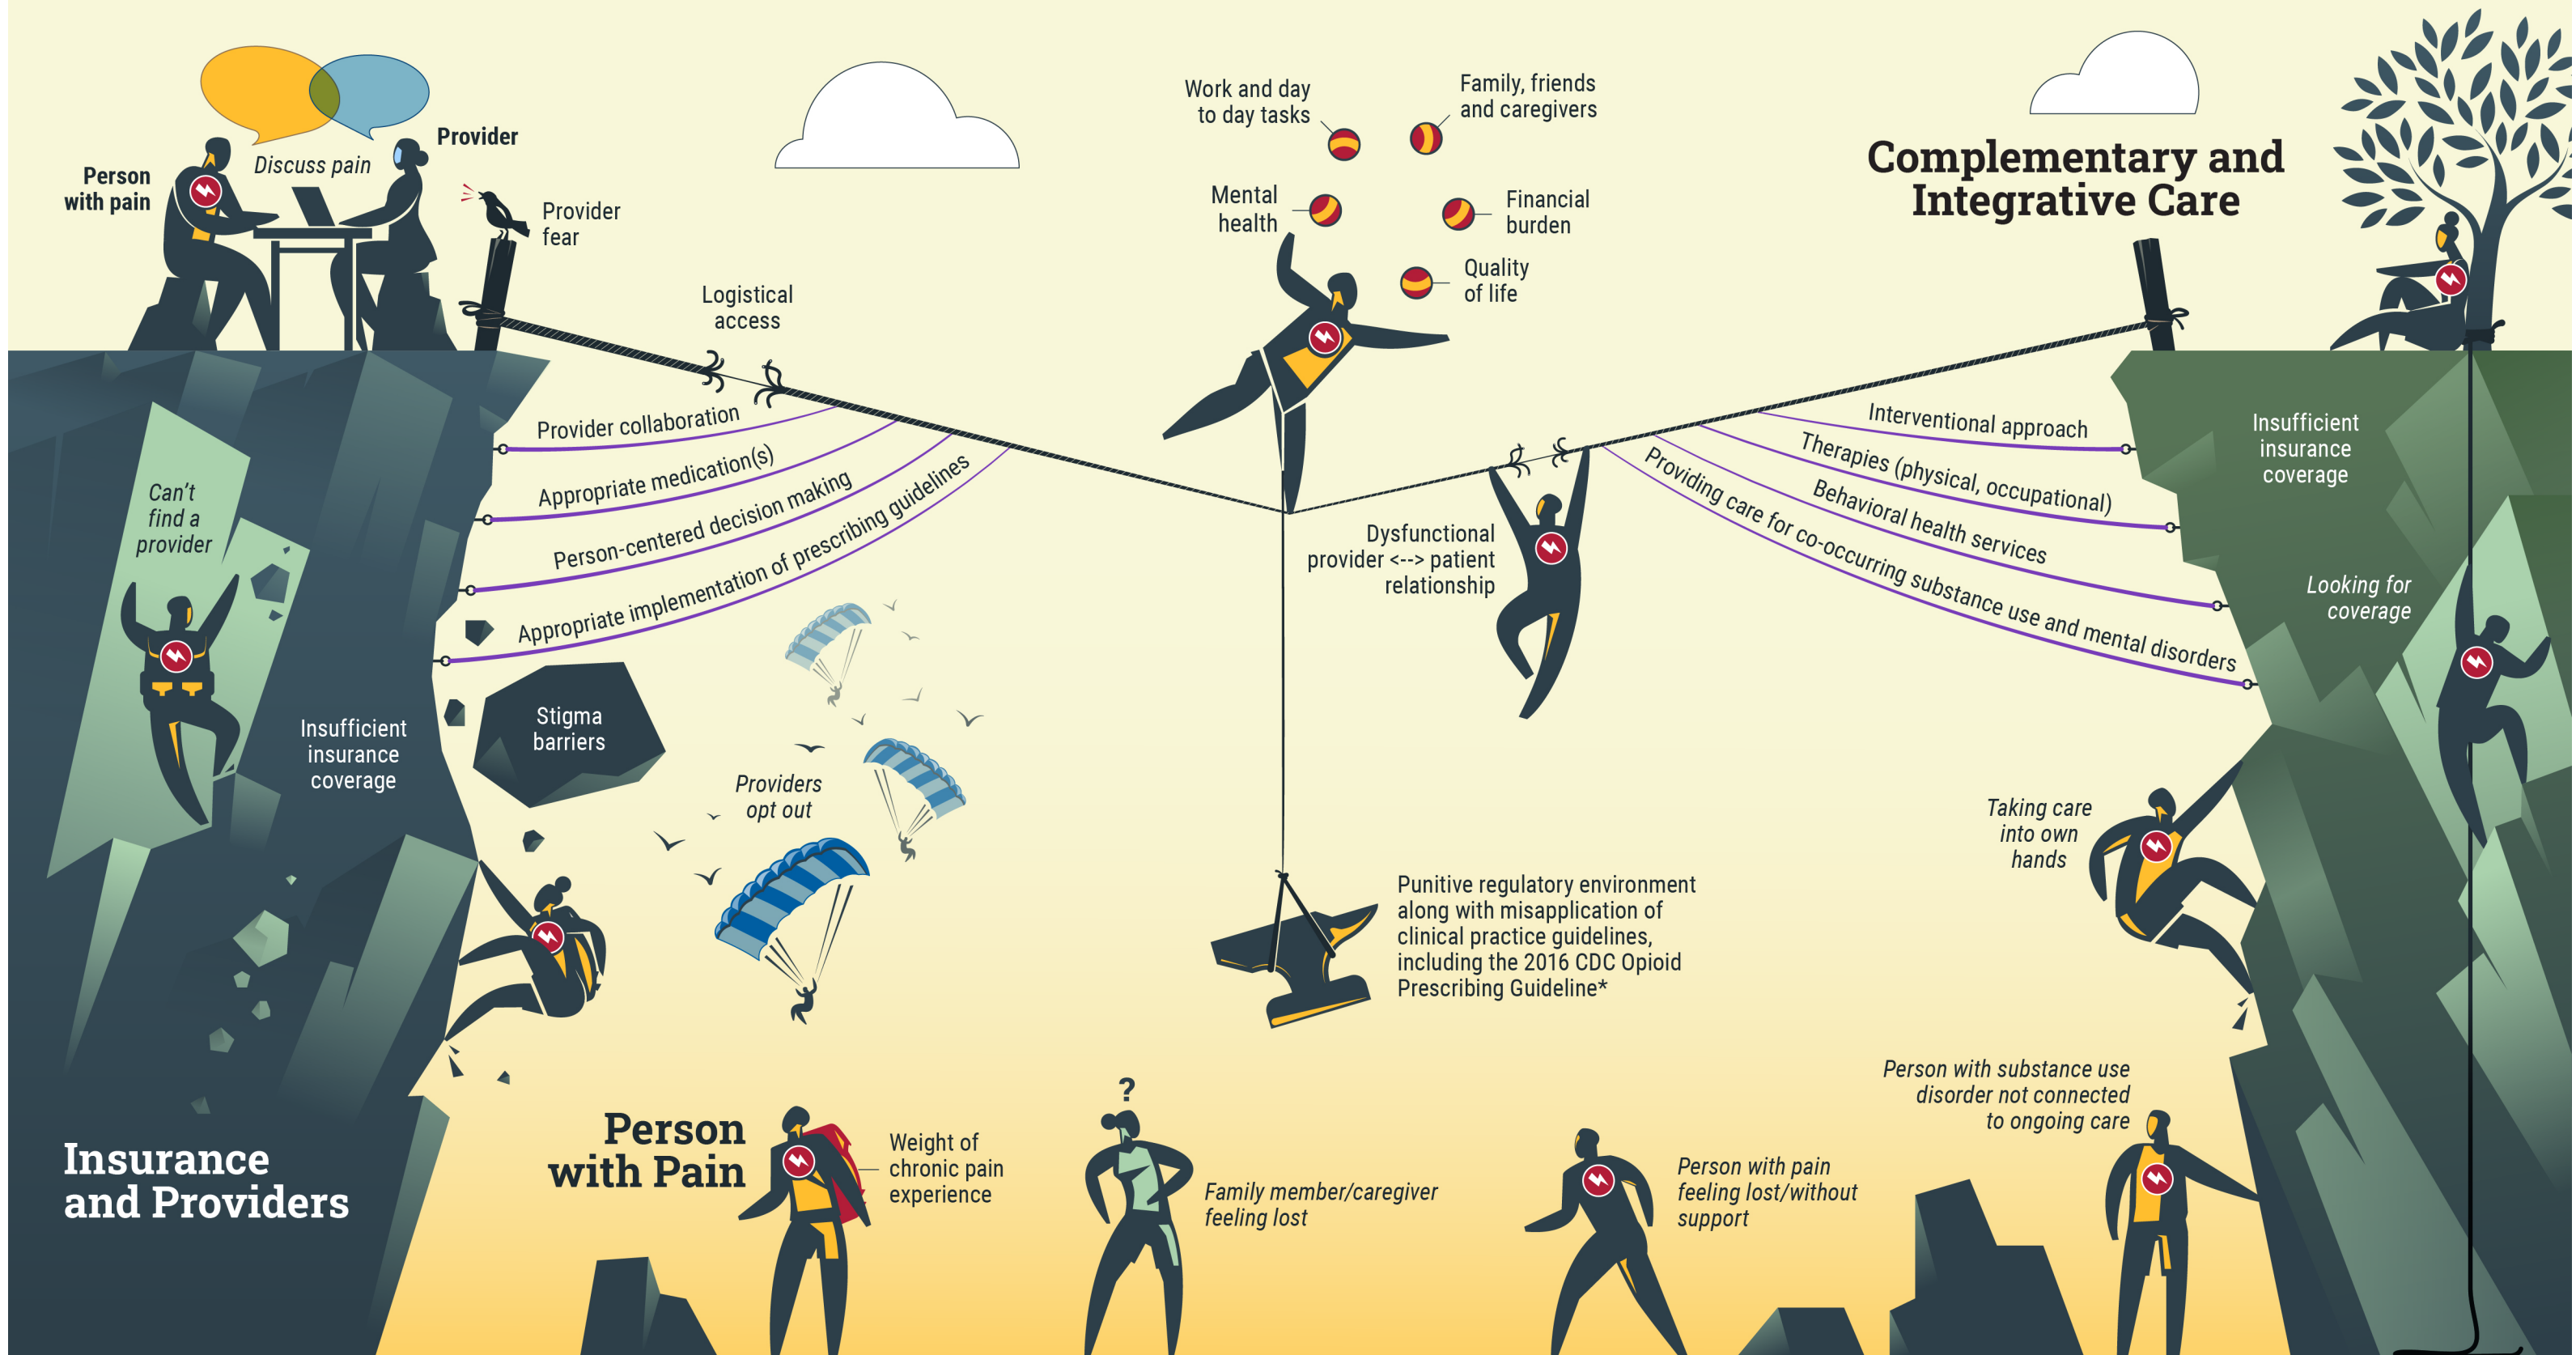 Person
with pain
Discuss pain
Provider
Provider
fear
Logistical
access
Work and day
to day tasks
Family, friends
and caregivers
Mental
health
Financial
burden
Quality
of life
Complementary and
Integrative Care
Provider collaboration
Appropriate medication(s)
Person-centered decision making
Appropriate implementation of prescribing guidelines
Interventional approach
Therapies (physical, occupational)
Behavioral health services
Providing care for co-occurring substance use and mental disorders
Insufficient
insurance
coverage
Can't
find a
provider
Dysfunctional
provider <--> patient
relationship
Looking for
coverage
Insufficient
insurance
coverage
Stigma
barriers
Providers
opt out
Taking care
into own
hands
Punitive regulatory environment
along with misapplication of
clinical practice guidelines,
including the 2016 CDC Opioid
Prescribing Guideline*
Insurance
and Providers
Person
with Pain
Weight of
chronic pain
experience
?
Family member/caregiver
feeling lost
Person with pain
feeling lost/without
support
Person with substance use
disorder not connected
to ongoing care